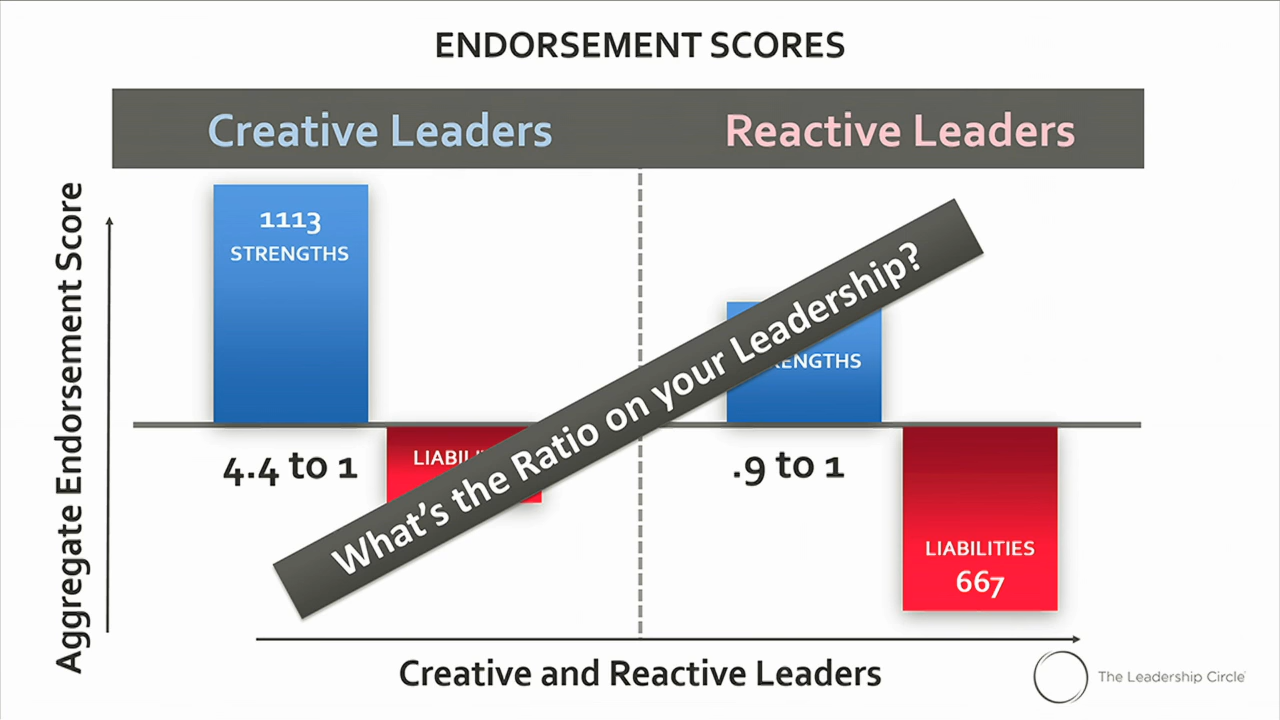 ENDORSEMENT SCORES
Creative Leaders
Reactive Leaders
Aggregate Endorsement Score
1113
STRENGTHS
4.4 to 1
What's the Ratio on your Leadership?
.9 to 1
LIABILITIES
667
Creative and Reactive Leaders
The Leadership Circle